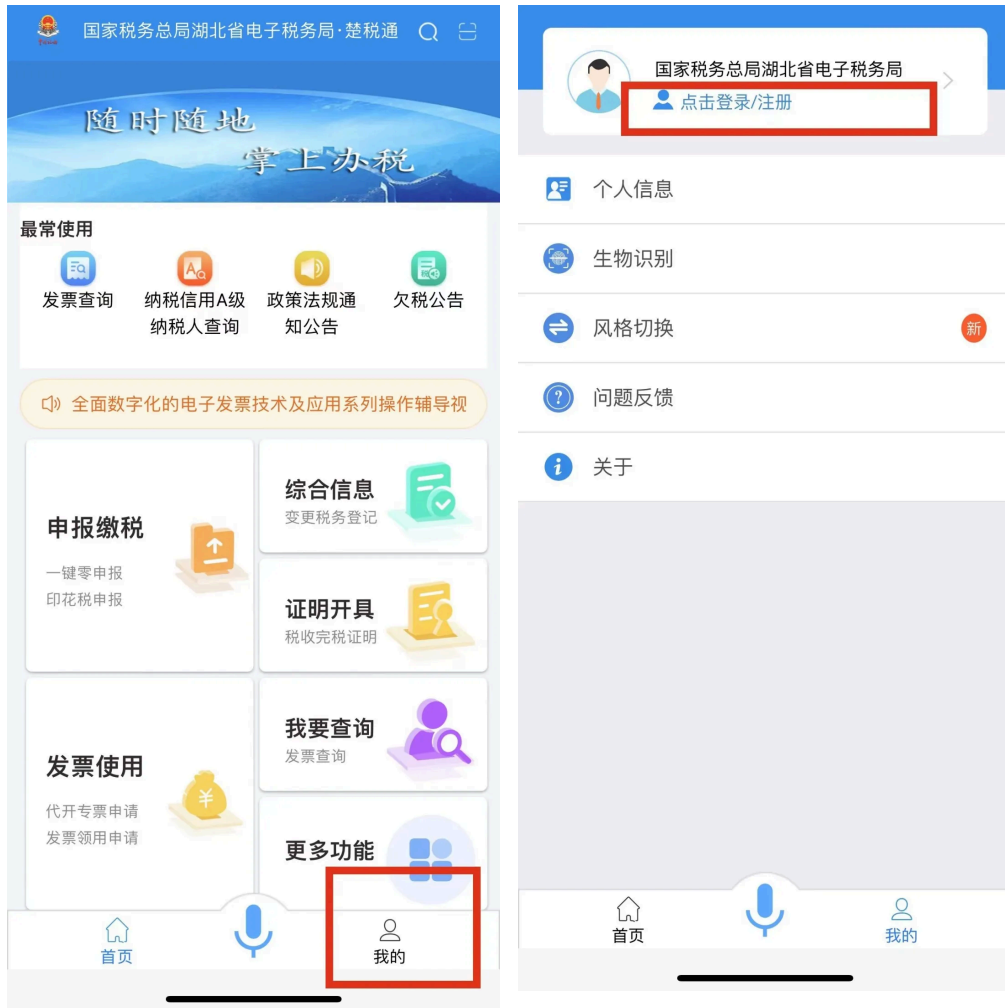 国家税务总局湖北省电子税务局·楚税通
随时随地
掌上办税
最常使用
发票查询
纳税信用A级
纳税人查询
政策法规通
知公告
欠税公告
全面数字化的电子发票技术及应用系列操作辅导视
申报缴税
一键零申报
印花税申报
综合信息
变更税务登记
证明开具
税收完税证明
发票使用
代开专票申请
发票领用申请
我要查询
发票查询
更多功能
首页
我的
国家税务总局湖北省电子税务局
点击登录/注册
个人信息
生物识别
风格切换
新
问题反馈
关于
首页
我的